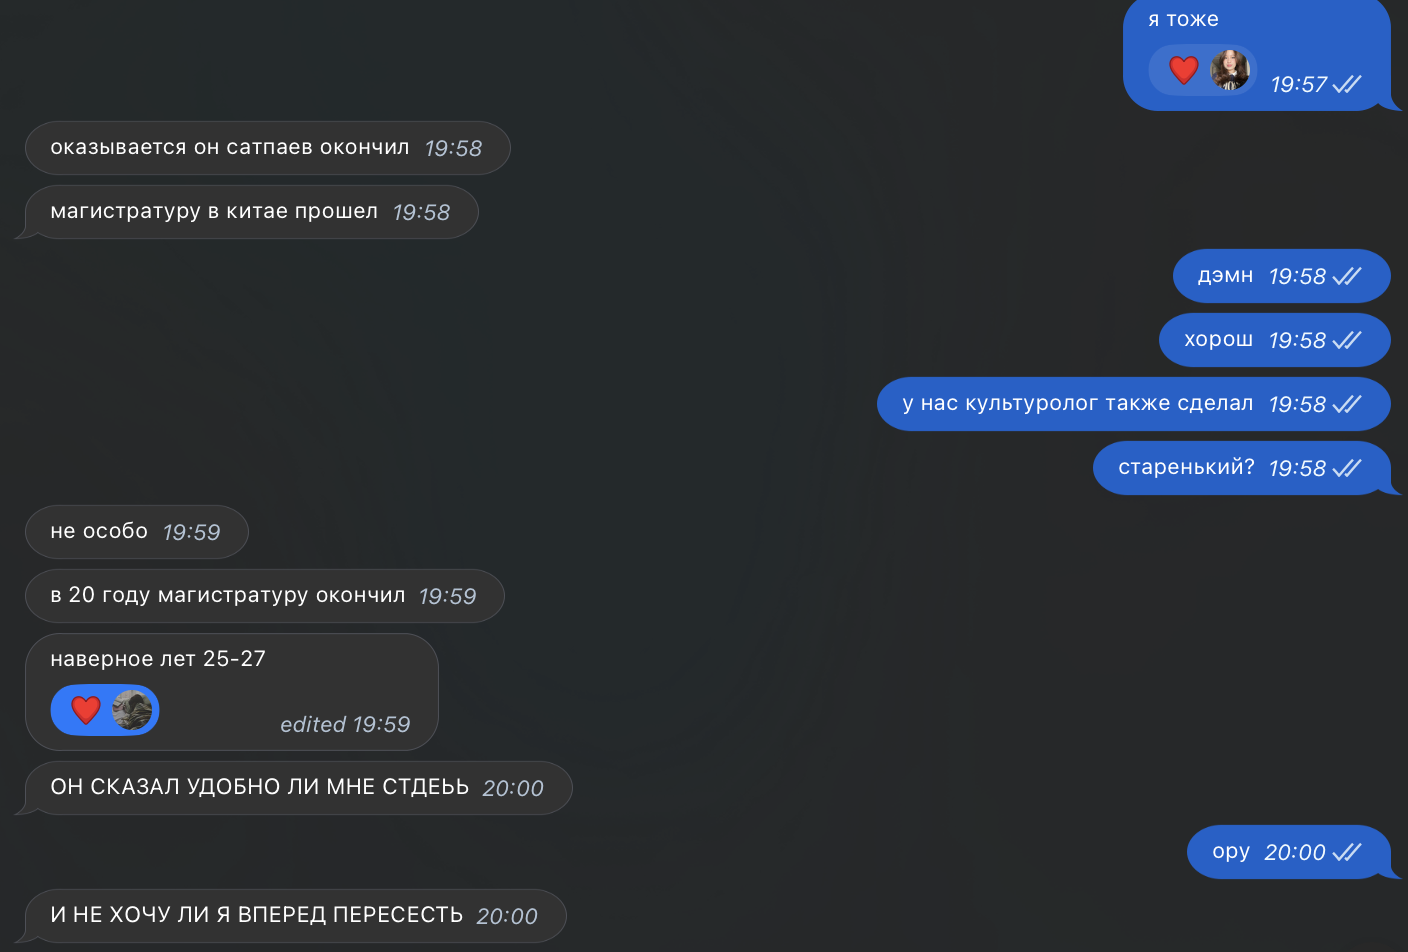 я тоже
❤️ 19:57
оказывается он сатпаев окончил 19:58
магистратуру в китае прошел 19:58
дэмн 19:58
хорош 19:58
у нас культуролог также сделал 19:58
старенький? 19:58
не особо 19:59
в 20 году магистратуру окончил 19:59
наверное лет 25-27
❤️ edited 19:59
ОН СКАЗАЛ УДОБНО ЛИ МНЕ СТДЕЬЬ 20:00
ору 20:00
И НЕ ХОЧУ ЛИ Я ВПЕРЕД ПЕРЕСЕСТЬ 20:00